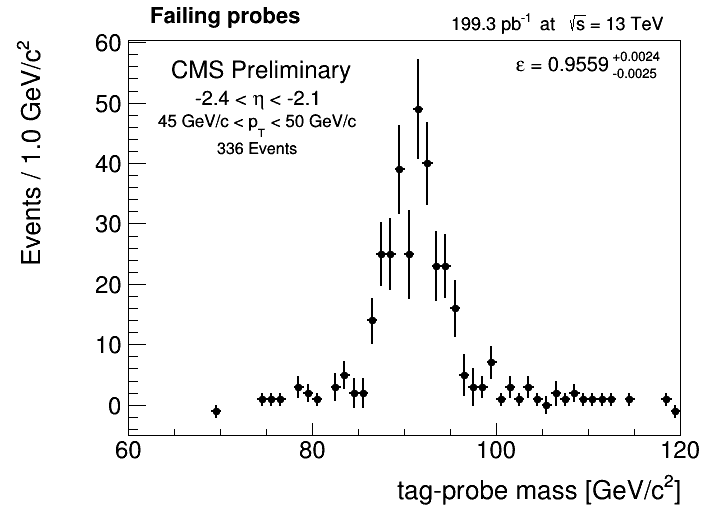 Failing probes
199.3 pb⁻¹ at √s = 13 TeV
CMS Preliminary
-2.4 < η < -2.1
45 GeV/c < p_T < 50 GeV/c
336 Events
ε = 0.9559 +0.0024 -0.0025
Events / 1.0 GeV/c²
60
50
40
30
20
10
0
60 80 100 120
tag-probe mass [GeV/c²]